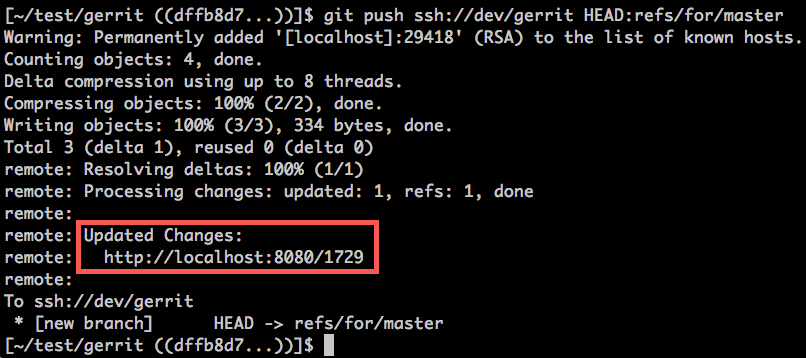 [~/test/gerrit ((dffb8d7...))]$ git push ssh://dev/gerrit HEAD:refs/for/master
Warning: Permanently added '[localhost]:29418' (RSA) to the list of known hosts.
Counting objects: 4, done.
Delta compression using up to 8 threads.
Compressing objects: 100% (2/2), done.
Writing objects: 100% (3/3), 334 bytes, done.
Total 3 (delta 1), reused 0 (delta 0)
remote: Resolving deltas: 100% (1/1)
remote: Processing changes: updated: 1, refs: 1, done
remote:
remote: Updated Changes:
remote:   http://localhost:8080/1729
remote:
To ssh://dev/gerrit
 * [new branch]      HEAD -> refs/for/master
[~/test/gerrit ((dffb8d7...))]$